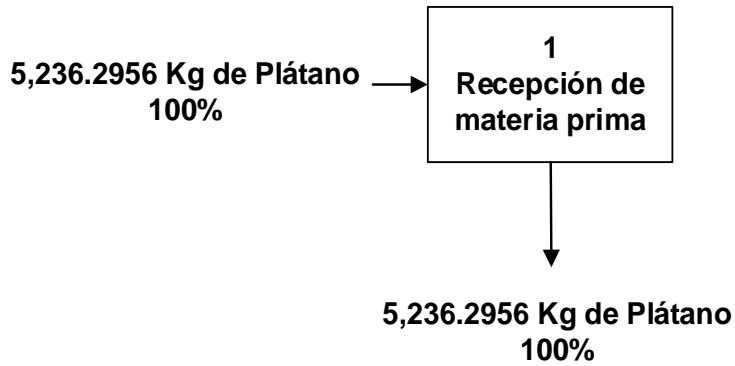 5,236.2956 Kg de Plátano
100%
1
Recepción de
materia prima
5,236.2956 Kg de Plátano
100%